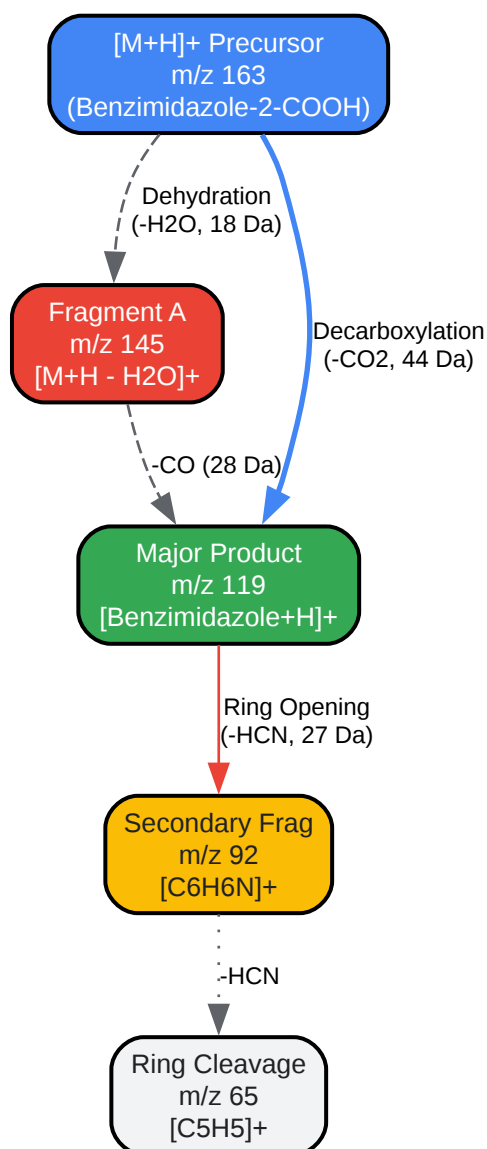 [M+H]+ Precursor
m/z 163
(Benzimidazole-2-COOH)
Dehydration
(-H2O, 18 Da)
Fragment A
m/z 145
[M+H - H2O]+
Decarboxylation
(-CO2, 44 Da)
-CO (28 Da)
Major Product
m/z 119
[Benzimidazole+H]+
Ring Opening
(-HCN, 27 Da)
Secondary Frag
m/z 92
[C6H6N]+
-HCN
Ring Cleavage
m/z 65
[C5H5]+